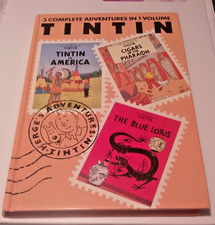 3 COMPLETE ADVENTURES IN 1 VOLUME
TINTIN
TINTIN
TINTIN
IN
AMERICA
CIGARS
OF THE
PHARAOH
HERGÉ'S ADVENTURES
TINTIN
TINTIN
THE BLUE LOTUS